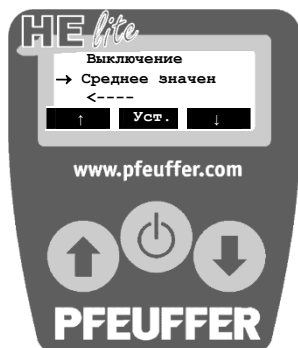 HE lite
Выключение
→ Среднее значен
<----
↑ Уст. ↓
www.pfeuffer.com
PFEUFFER